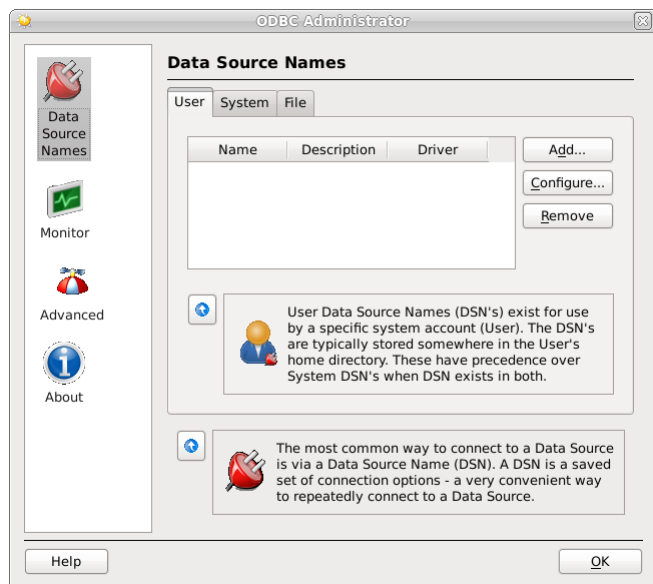 ODBC Administrator
Data
Source
Names
Monitor
Advanced
About
Data Source Names
User System File
Name Description Driver
Add...
Configure...
Remove
User Data Source Names (DSN's) exist for use
by a specific system account (User). The DSN's
are typically stored somewhere in the User's
home directory. These have precedence over
System DSN's when DSN exists in both.
The most common way to connect to a Data Source
is via a Data Source Name (DSN). A DSN is a saved
set of connection options - a very convenient way
to repeatedly connect to a Data Source.
Help
OK